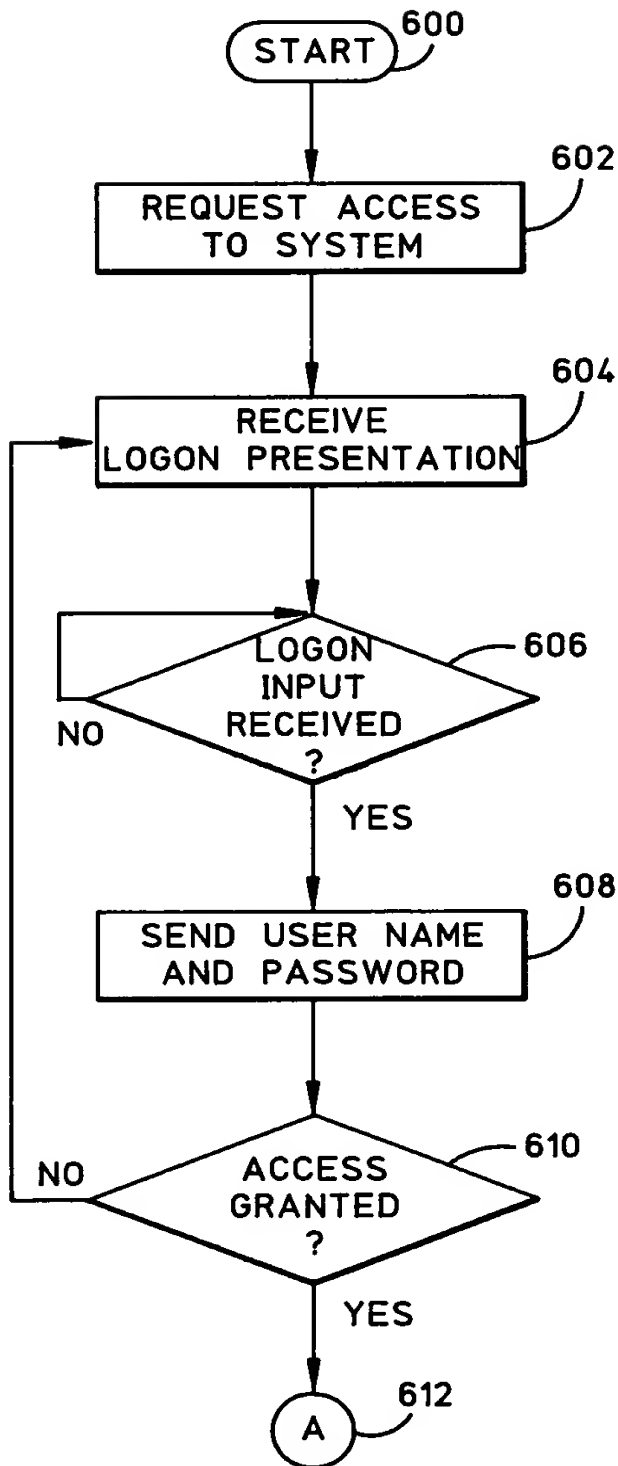 START
600
602
REQUEST ACCESS
TO SYSTEM
604
RECEIVE
LOGON PRESENTATION
606
LOGON
INPUT
RECEIVED
?
NO
YES
608
SEND USER NAME
AND PASSWORD
610
NO
ACCESS
GRANTED
?
YES
A
612